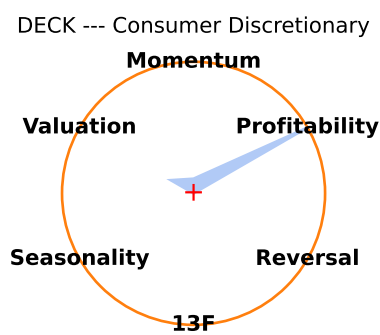 DECK --- Consumer Discretionary
Momentum
Valuation
Profitability
Seasonality
Reversal
13F